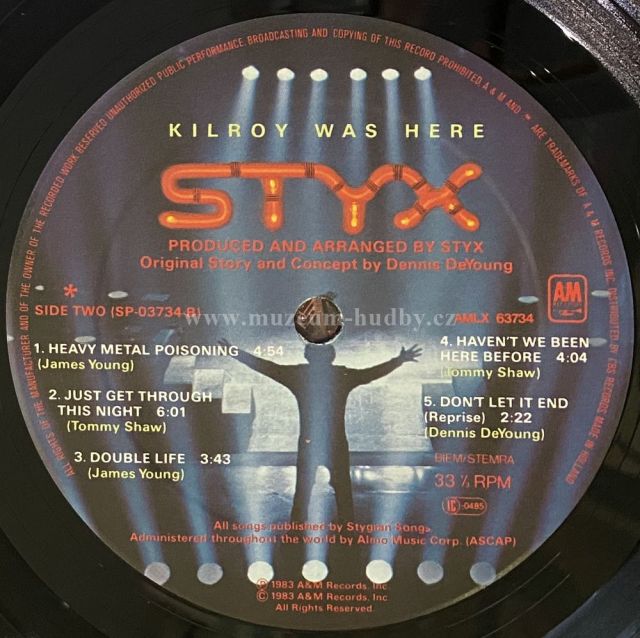 ALL RIGHTS OF THE MANUFACTURER AND OF THE OWNER OF THE RECORDED WORK RESERVED UNAUTHORIZED PUBLIC PERFORMANCE BROADCASTING AND COPYING OF THIS RECORD PROHIBITED A & M AND * ARE TRADEMARKS OF A & M RECORDS INC DISTRIBUTED BY CBS RECORDS MADE IN HOLLAND
KILROY WAS HERE
STYX
PRODUCED AND ARRANGED BY STYX
Original Story and Concept by Dennis DeYoung
*
A&M
RECORDS
SIDE TWO (SP-03734-B)
AMLX 63734
www.muzeum-hudby.cz
1. HEAVY METAL POISONING 4:54
(James Young)
2. JUST GET THROUGH
THIS NIGHT 6:01
(Tommy Shaw)
3. DOUBLE LIFE 3:43
(James Young)
4. HAVEN'T WE BEEN
HERE BEFORE 4:04
(Tommy Shaw)
5. DON'T LET IT END
(Reprise) 2:22
(Dennis DeYoung)
BIEM/STEMRA
33 ⅓ RPM
LC-0485
All songs published by Stygian Songs
Administered throughout the world by Almo Music Corp. (ASCAP)
Ⓟ 1983 A&M Records, Inc
© 1983 A&M Records, Inc
All Rights Reserved.